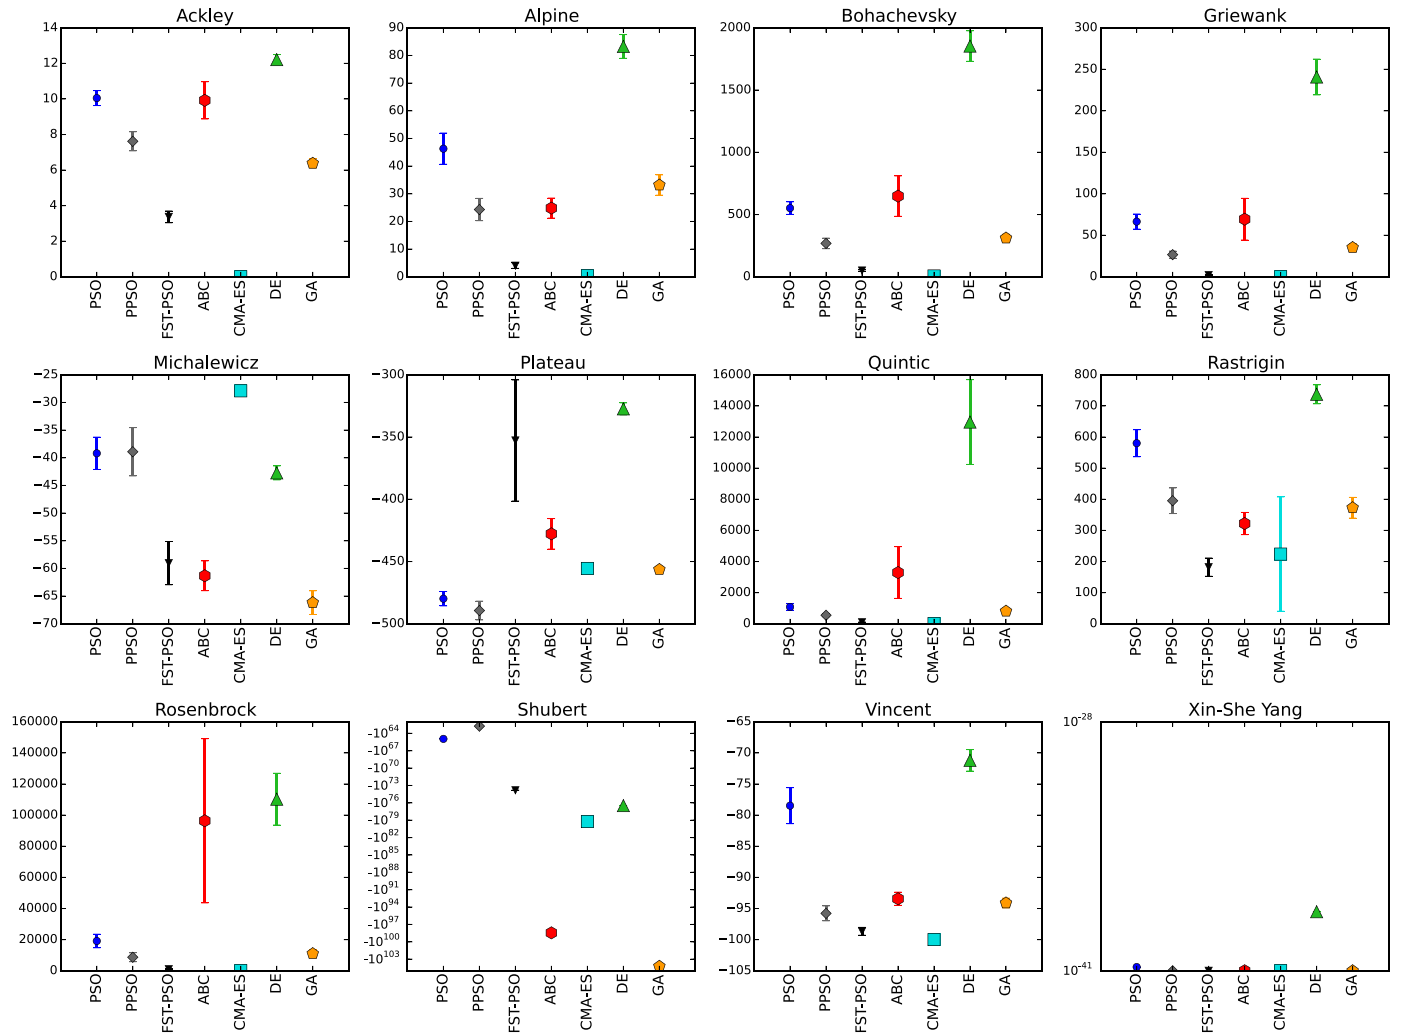 Ackley
14
12
10
8
6
4
2
0
PSO
PPSO
FST-PSO
ABC
CMA-ES
DE
GA
Alpine
90
80
70
60
50
40
30
20
10
0
PSO
PPSO
FST-PSO
ABC
CMA-ES
DE
GA
Bohachevsky
2000
1500
1000
500
0
PSO
PPSO
FST-PSO
ABC
CMA-ES
DE
GA
Griewank
300
250
200
150
100
50
0
PSO
PPSO
FST-PSO
ABC
CMA-ES
DE
GA
Michalewicz
−25
−30
−35
−40
−45
−50
−55
−60
−65
−70
PSO
PPSO
FST-PSO
ABC
CMA-ES
DE
GA
Plateau
−300
−350
−400
−450
−500
PSO
PPSO
FST-PSO
ABC
CMA-ES
DE
GA
Quintic
16000
14000
12000
10000
8000
6000
4000
2000
0
PSO
PPSO
FST-PSO
ABC
CMA-ES
DE
GA
Rastrigin
800
700
600
500
400
300
200
100
0
PSO
PPSO
FST-PSO
ABC
CMA-ES
DE
GA
Rosenbrock
160000
140000
120000
100000
80000
60000
40000
20000
0
PSO
PPSO
FST-PSO
ABC
CMA-ES
DE
GA
Shubert
-10^64
-10^67
-10^70
-10^73
-10^76
-10^79
-10^82
-10^85
-10^88
-10^91
-10^94
-10^97
-10^100
-10^103
PSO
PPSO
FST-PSO
ABC
CMA-ES
DE
GA
Vincent
−65
−70
−75
−80
−85
−90
−95
−100
−105
PSO
PPSO
FST-PSO
ABC
CMA-ES
DE
GA
Xin-She Yang
10^-28
10^-41
PSO
PPSO
FST-PSO
ABC
CMA-ES
DE
GA